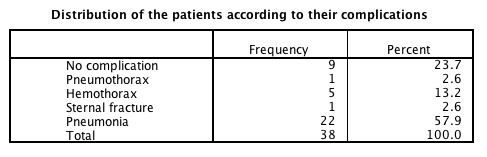 Distribution of the patients according to their complications
Frequency Percent
No complication 9 23.7
Pneumothorax 1 2.6
Hemothorax 5 13.2
Sternal fracture 1 2.6
Pneumonia 22 57.9
Total 38 100.0